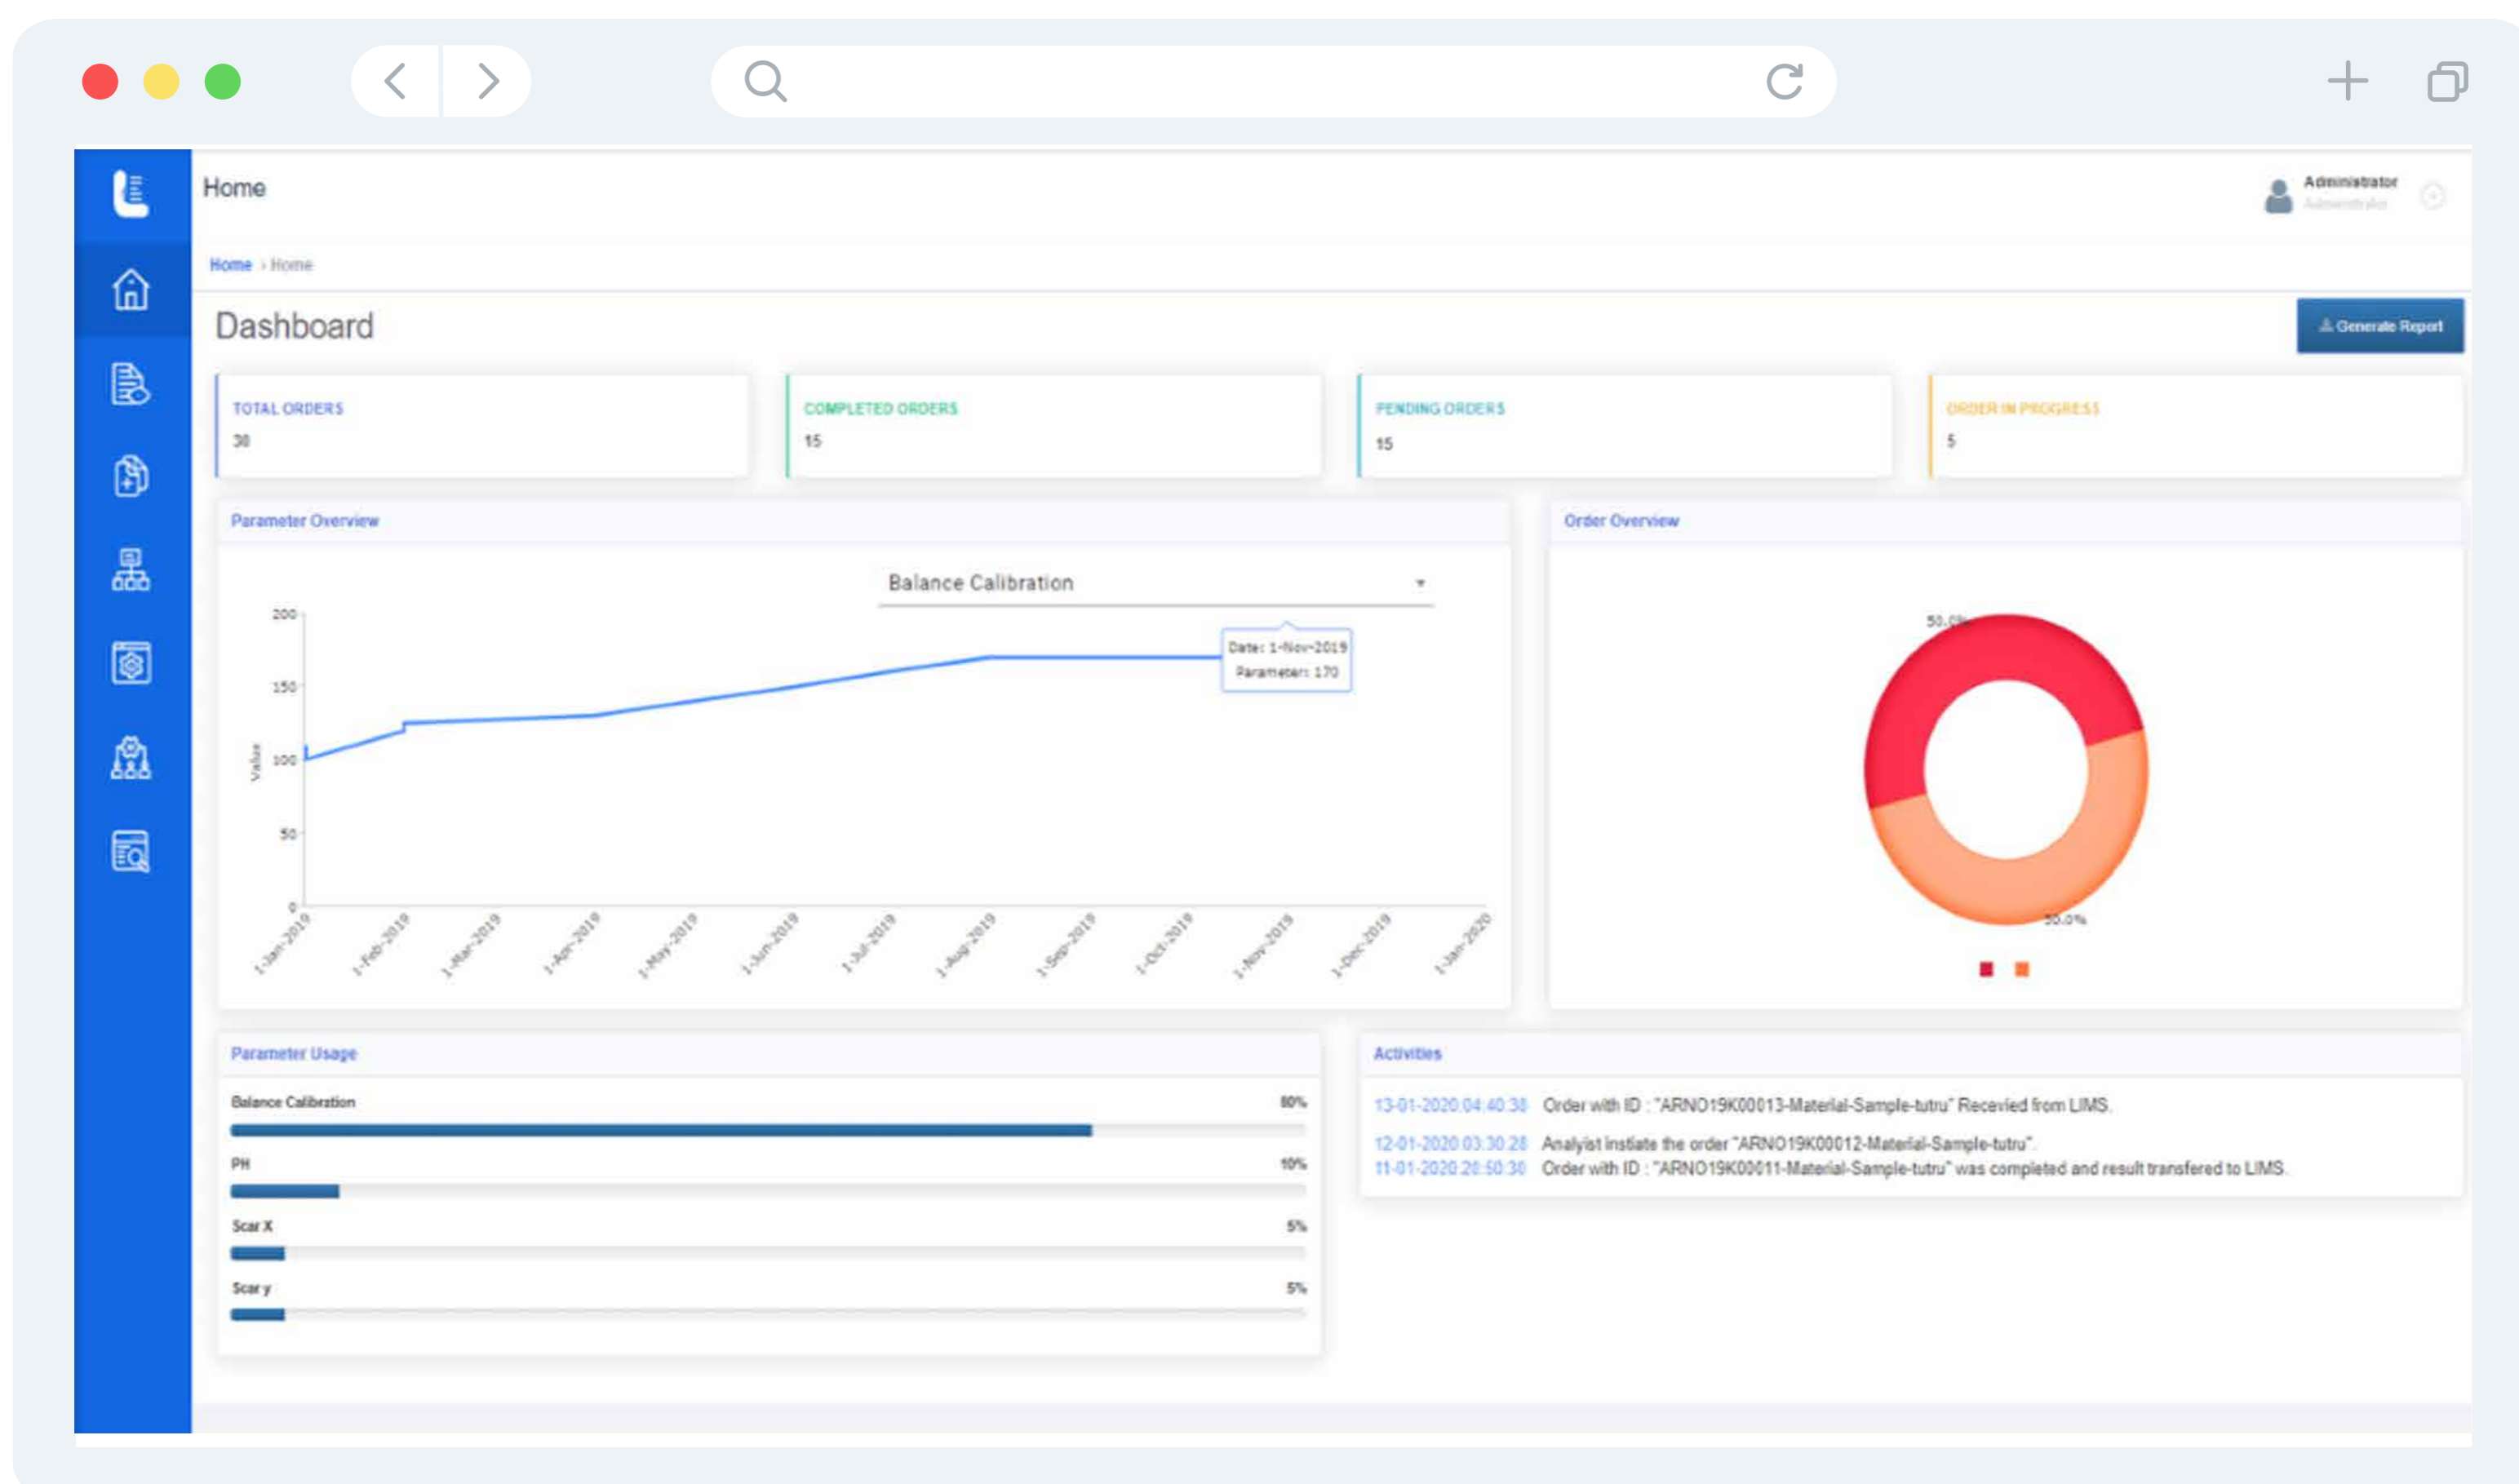 Home
Administrator
Home › Home
Dashboard
Generate Report
TOTAL ORDERS
30
COMPLETED ORDERS
15
PENDING ORDERS
15
ORDER IN PROGRESS
5
Parameter Overview
Balance Calibration
Date: 1-Nov-2019
Parameter: 170
200
150
100
50
0
Value
1-Jan-2019
1-Feb-2019
1-Mar-2019
1-Apr-2019
1-May-2019
1-Jun-2019
1-Jul-2019
1-Aug-2019
1-Sep-2019
1-Oct-2019
1-Nov-2019
1-Dec-2019
1-Jan-2020
Order Overview
50.0%
50.0%
Parameter Usage
Balance Calibration 80%
PH 10%
Scar X 5%
Scar y 5%
Activities
13-01-2020:04:40:38 Order with ID : "ARNO19K00013-Material-Sample-tutru" Recevied from LIMS.
12-01-2020:03:30:28 Analyist instiate the order "ARNO19K00012-Material-Sample-tutru".
11-01-2020:20:50:30 Order with ID : "ARNO19K00011-Material-Sample-tutru" was completed and result transfered to LIMS.